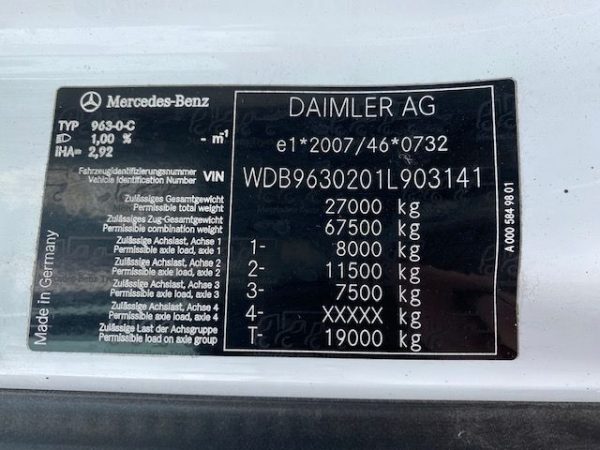 Mercedes-Benz
TYP 963-0-C
1,00 % - m-1
IHA= 2,92
Fahrzeugidentifizierungsnummer
Vehicle Identification Number VIN
Zulässiges Gesamtgewicht
Permissible total weight
Zulässiges Zug-Gesamtgewicht
Permissible combination weight
Zulässige Achslast, Achse 1
Permissible axle load, axle 1
Zulässige Achslast, Achse 2
Permissible axle load, axle 2
Zulässige Achslast, Achse 3
Permissible axle load, axle 3
Zulässige Achslast, Achse 4
Permissible axle load, axle 4
Zulässige Last der Achsgruppe
Permissible load on axle group
DAIMLER AG
e1*2007/46*0732
WDB9630201L903141
27000 kg
67500 kg
1- 8000 kg
2- 11500 kg
3- 7500 kg
4- XXXXX kg
T- 19000 kg
Made in Germany
A 000 584 98 01